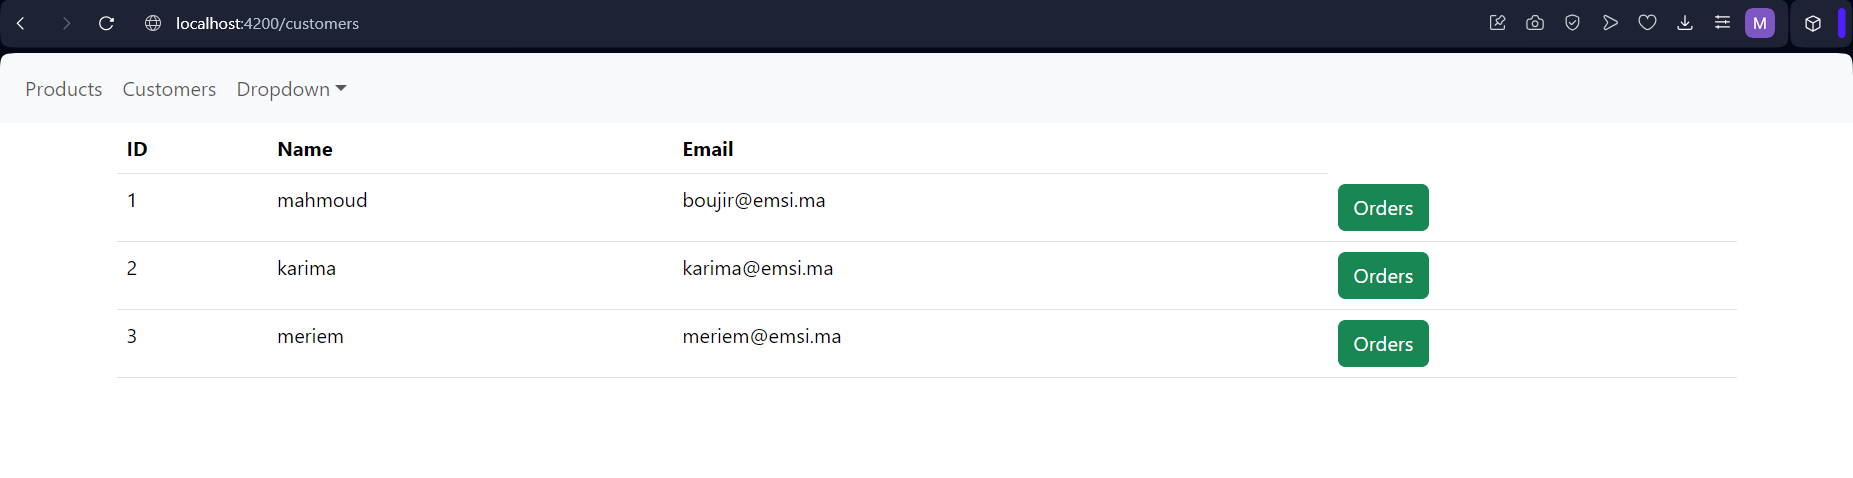 localhost:4200/customers
M
Products Customers Dropdown
ID Name Email
1 mahmoud boujir@emsi.ma Orders
2 karima karima@emsi.ma Orders
3 meriem meriem@emsi.ma Orders